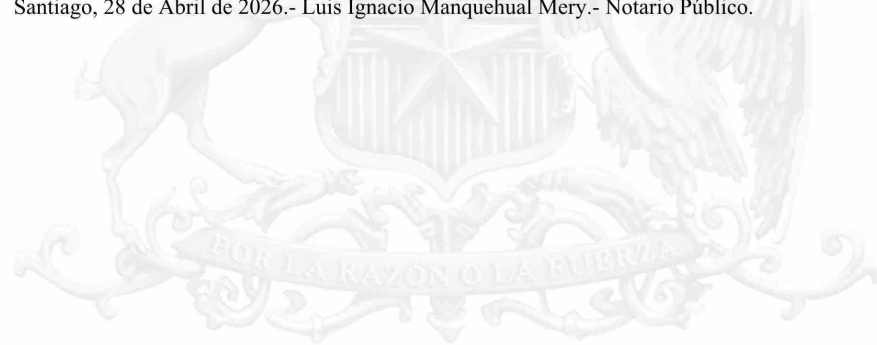 Santiago, 28 de Abril de 2026.- Luis Ignacio Manquehual Mery.- Notario Público.
POR LA RAZON O LA FUERZA